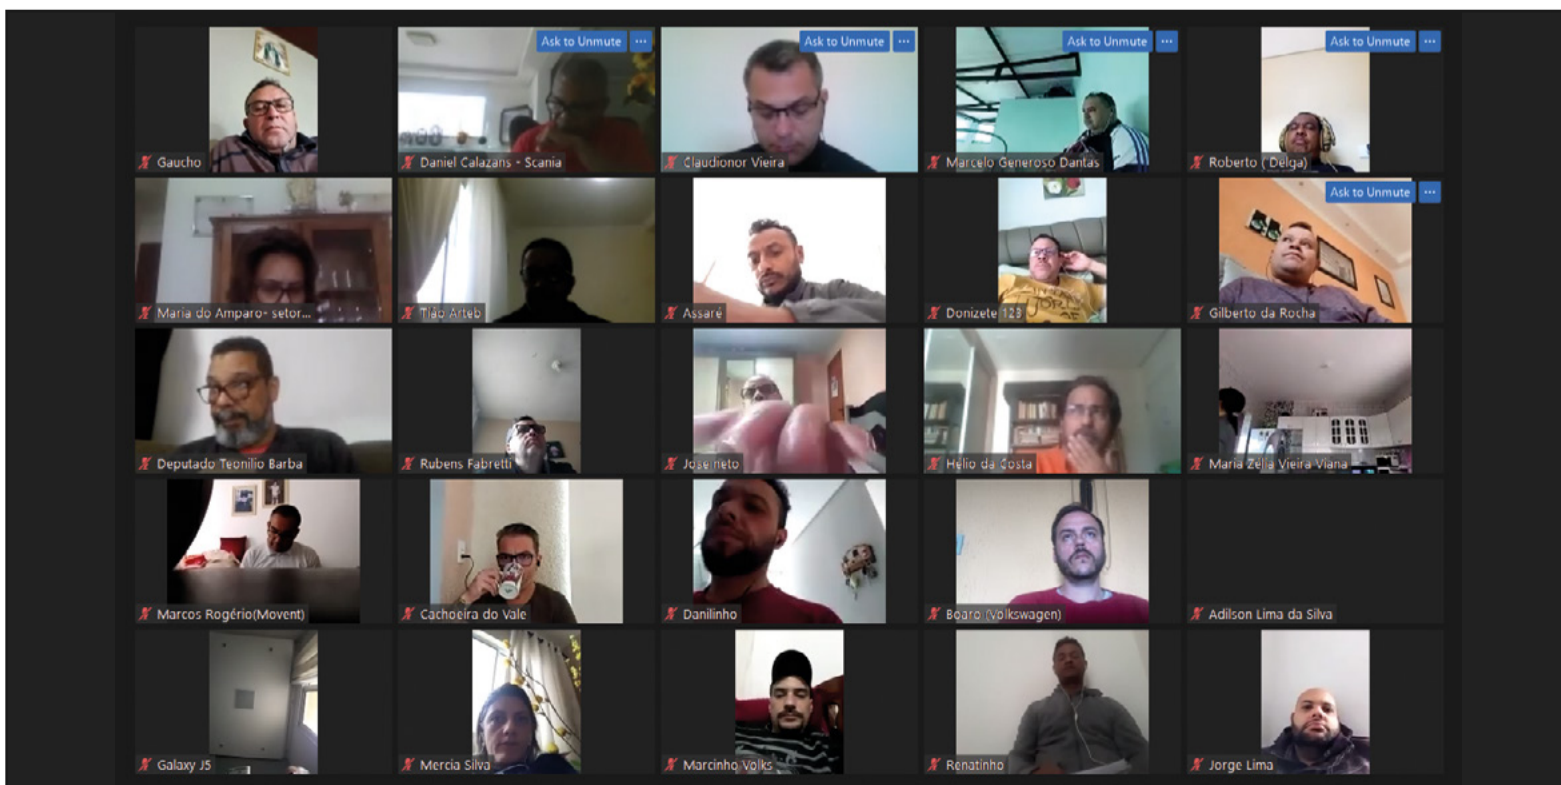 Gaucho
Ask to Unmute ...
Daniel Calazans - Scania
Ask to Unmute ...
Claudionor Vieira
Ask to Unmute ...
Marcelo Generoso Dantas
Ask to Unmute ...
Roberto ( Delga)
Maria do Amparo- setor...
Tião Arteb
Assaré
Donizete 123
Ask to Unmute ...
Gilberto da Rocha
Deputado Teonilio Barba
Rubens Fabretti
Jose neto
Hélio da Costa
Maria Zélia Vieira Viana
Marcos Rogério(Movent)
Cachoeira do Vale
Danilinho
Boaro (Volkswagen)
Adilson Lima da Silva
Galaxy J5
Mercia Silva
Marcinho Volks
Renatinho
Jorge Lima